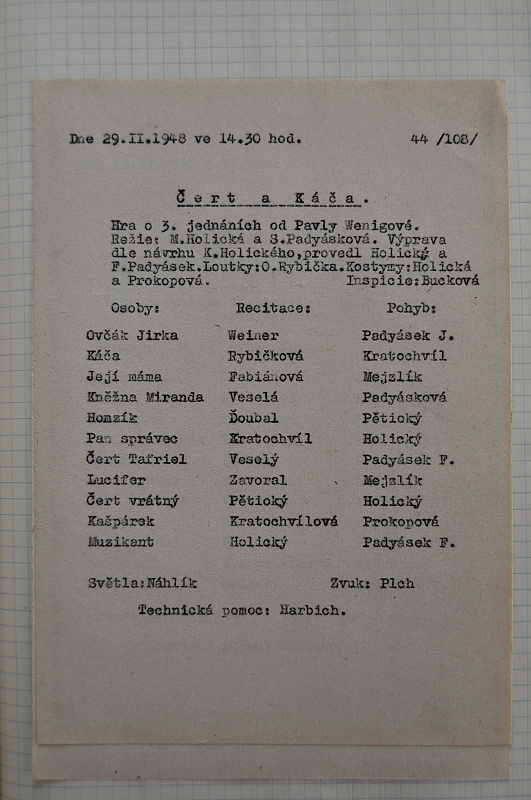 Dne 29.II.1948 ve 14.30 hod. 44 /108/
Čert a Káča.
Hra o 3. jednáních od Pavly Wenigové.
Režie: M.Holická a S.Padyásková. Výprava
dle návrhu K.Holického,provedl Holický a
F.Padyásek.Loutky:O.Rybička.Kostymy:Holická
a Prokopová. Inspicie:Bucková
Osoby: Recitace: Pohyb:
Ovčák Jirka Weiner Padyásek J.
Káča Rybičková Kratochvíl
Její máma Fabiánová Mejzlík
Kněžna Miranda Veselá Padyásková
Homzík Ďoubal Pětioký
Pan správec Kratochvíl Holický
Čert Tafriel Veselý Padyásek F.
Lucifer Zavoral Mejzlík
Čert vrátný Pětioký Holický
Kašpárek Kratochvílová Prokopová
Muzikant Holický Padyásek F.
Světla:Náhlík Zvuk: Plch
Technická pomoc: Harbich.